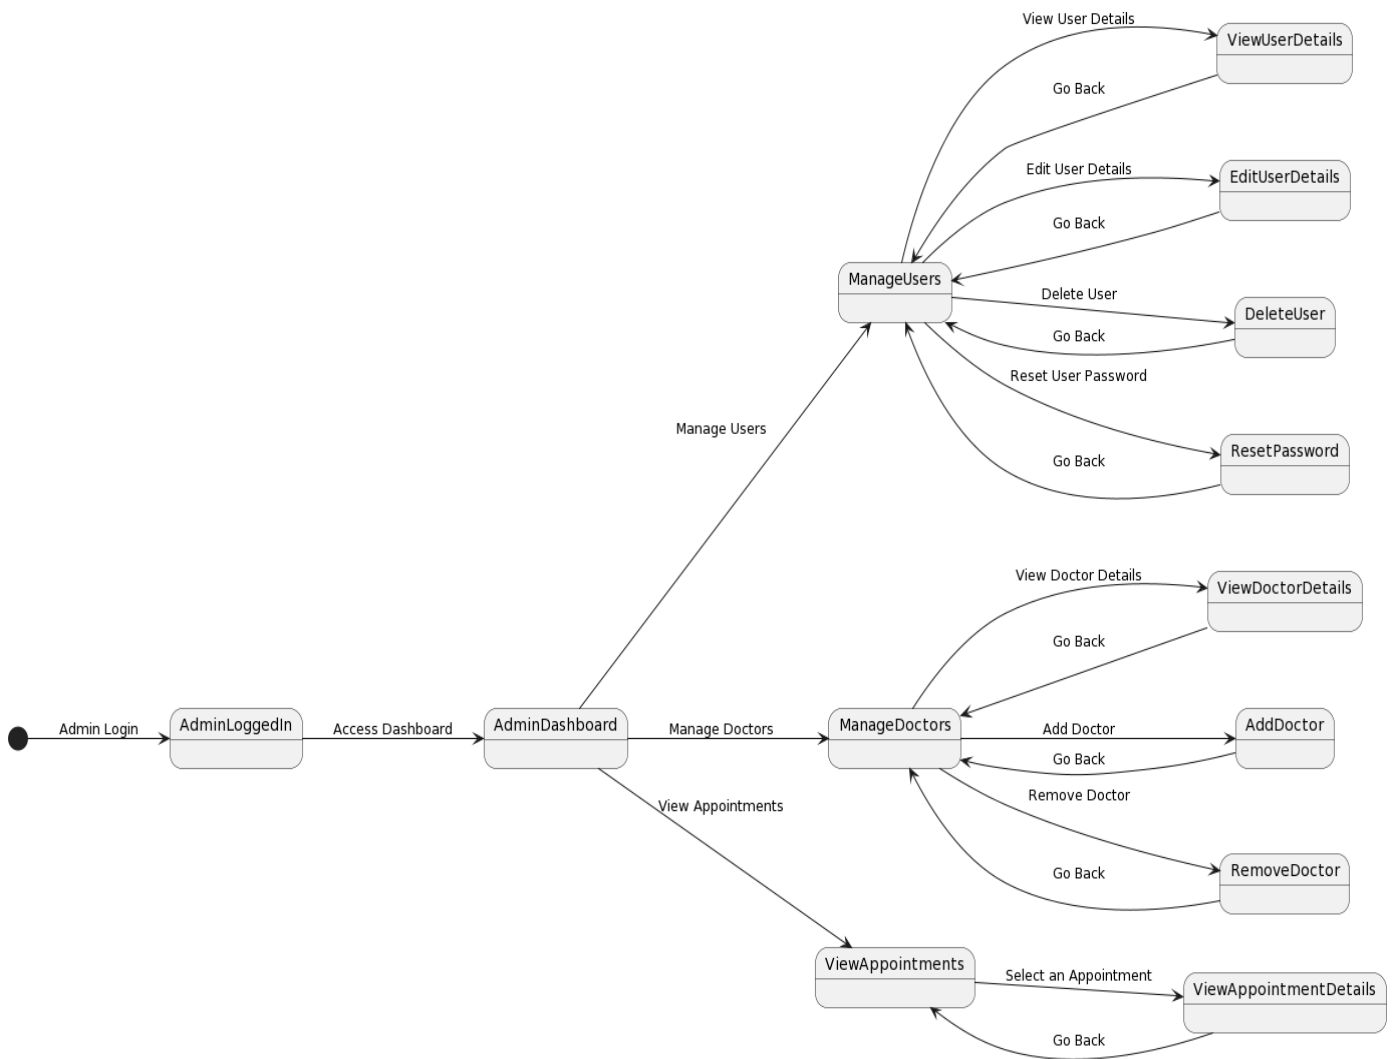 View User Details
ViewUserDetails
Go Back
Edit User Details
EditUserDetails
Go Back
ManageUsers
Delete User
DeleteUser
Go Back
Reset User Password
Manage Users
ResetPassword
Go Back
View Doctor Details
ViewDoctorDetails
Go Back
Admin Login
AdminLoggedIn
Access Dashboard
AdminDashboard
Manage Doctors
ManageDoctors
Add Doctor
AddDoctor
Go Back
View Appointments
Remove Doctor
RemoveDoctor
Go Back
ViewAppointments
Select an Appointment
ViewAppointmentDetails
Go Back